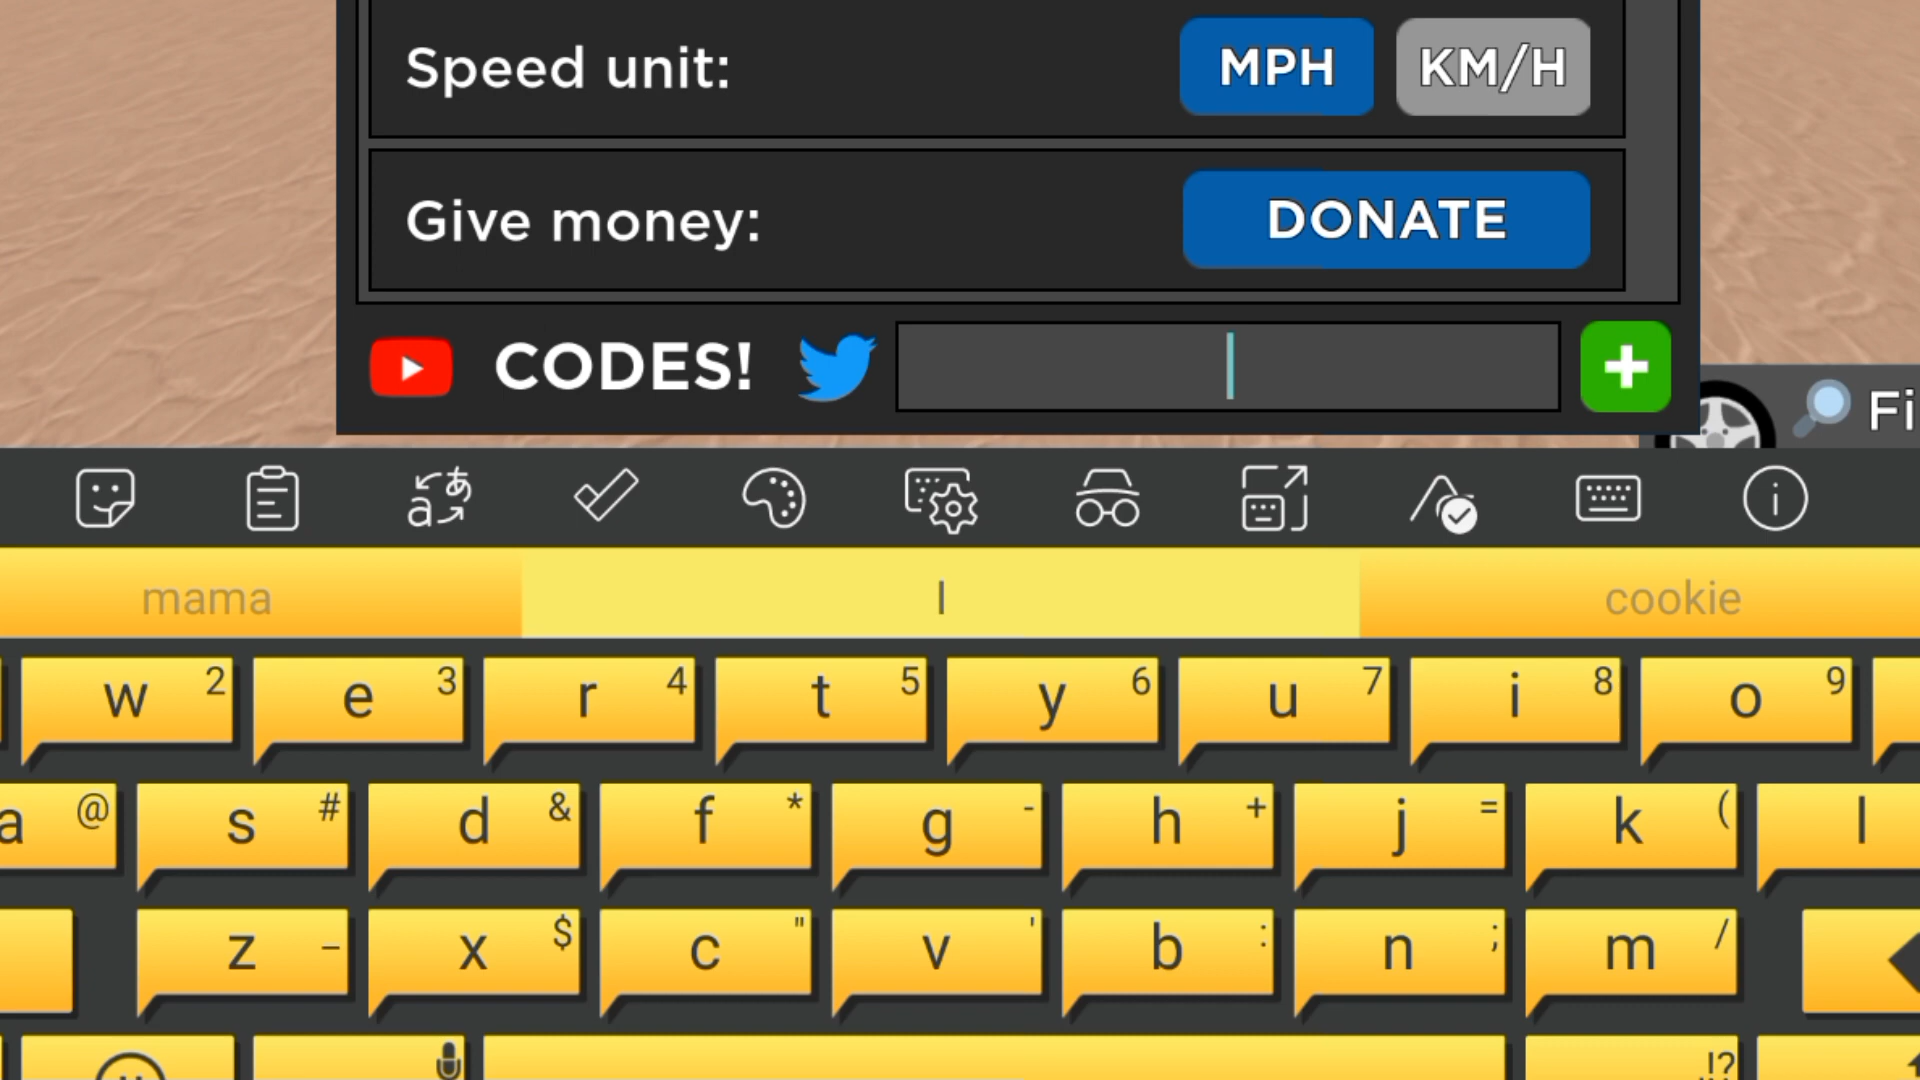 Speed unit: MPH KM/H
Give money: DONATE
CODES!
Fi
mama I cookie
w 2 e 3 r 4 t 5 y 6 u 7 i 8 o 9
a @ s # d & f * g - h + j = k ( l
z _ x $ c " v ' b : n ; m /
!?